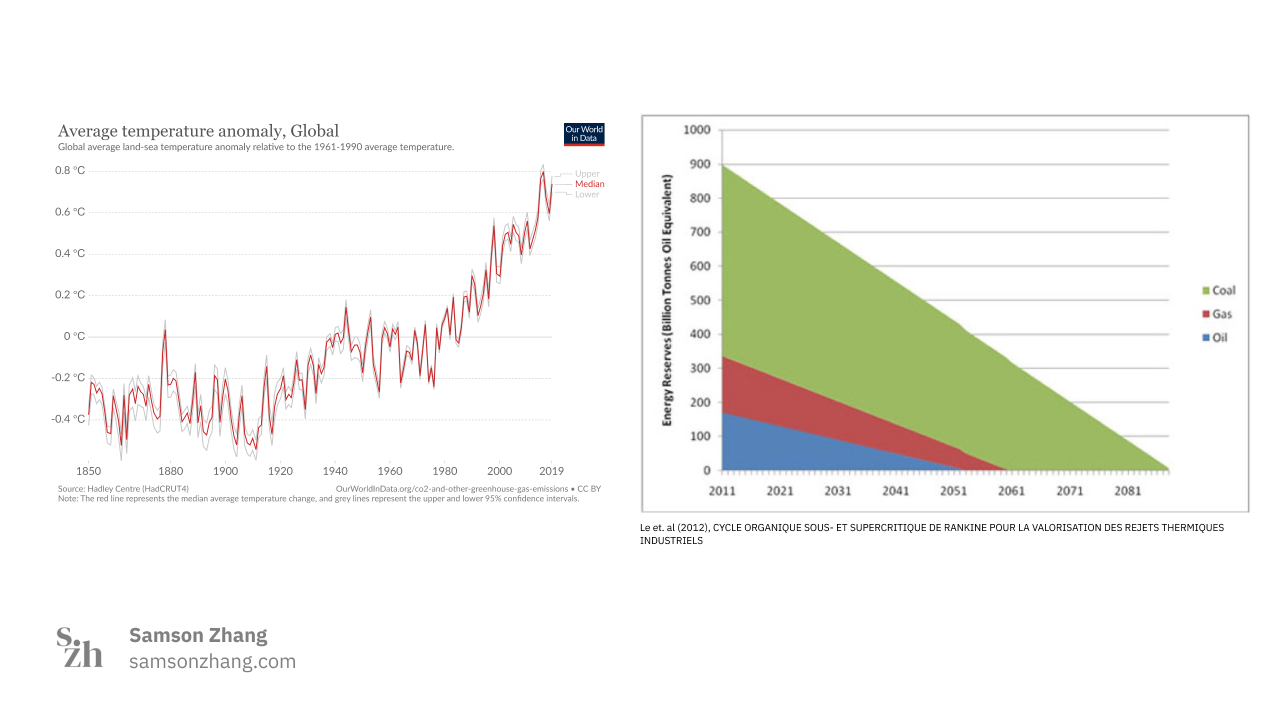 Average temperature anomaly, Global
Global average land-sea temperature anomaly relative to the 1961-1990 average temperature.
Our World
in Data
0.8 °C
0.6 °C
0.4 °C
0.2 °C
0 °C
-0.2 °C
-0.4 °C
Upper
Median
Lower
1850
1880
1900
1920
1940
1960
1980
2000
2019
Source: Hadley Centre (HadCRUT4)
OurWorldInData.org/co2-and-other-greenhouse-gas-emissions • CC BY
Note: The red line represents the median average temperature change, and grey lines represent the upper and lower 95% confidence intervals.
Energy Reserves (Billion Tonnes Oil Equivalent)
1000
900
800
700
600
500
400
300
200
100
0
2011
2021
2031
2041
2051
2061
2071
2081
Coal
Gas
Oil
Le et. al (2012), CYCLE ORGANIQUE SOUS- ET SUPERCRITIQUE DE RANKINE POUR LA VALORISATION DES REJETS THERMIQUES
INDUSTRIELS
s
zh
Samson Zhang
samsonzhang.com